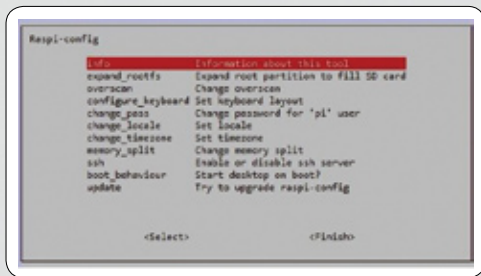 Raspi-config
info Information about this tool
expand_rootfs Expand root partition to fill SD card
overscan Change overscan
configure_keyboard Set keyboard layout
change_pass Change password for 'pi' user
change_locale Set locale
change_timezone Set timezone
memory_split Change memory split
ssh Enable or disable ssh server
boot_behaviour Start desktop on boot?
update Try to upgrade raspi-config
<Select> <Finish>